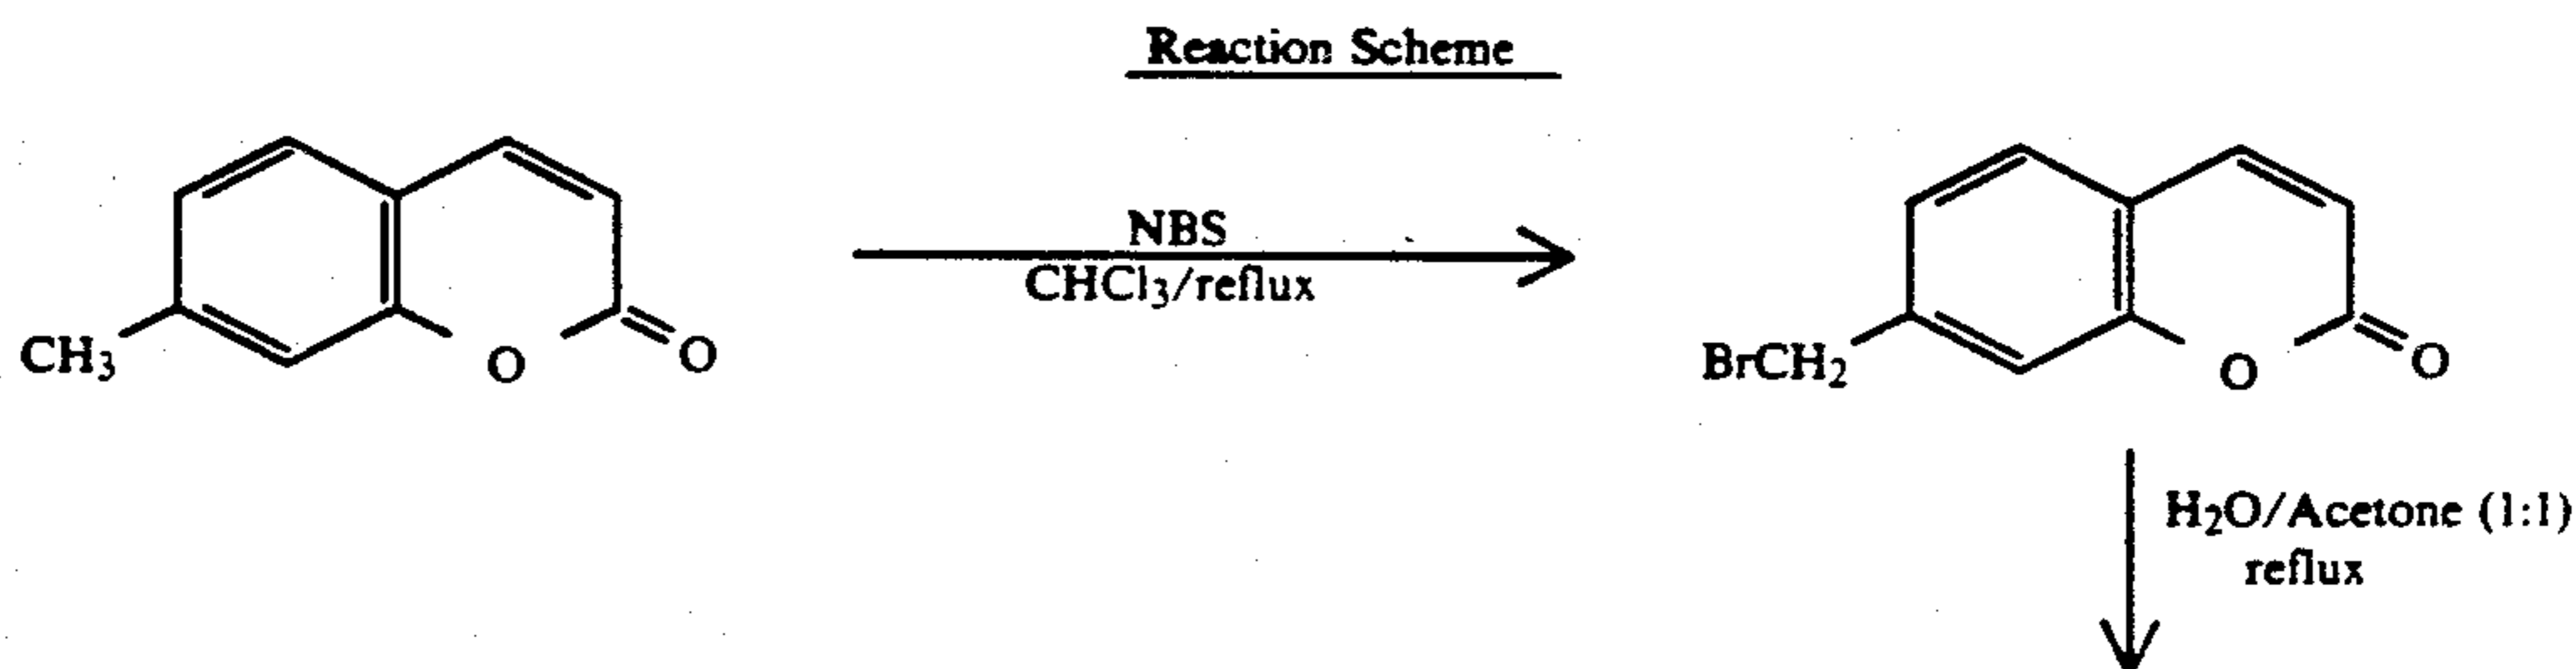 Reaction Scheme
NBS
CHCl₃/reflux
CH₃
O
O
BrCH₂
O
O
H₂O/Acetone (1:1)
reflux